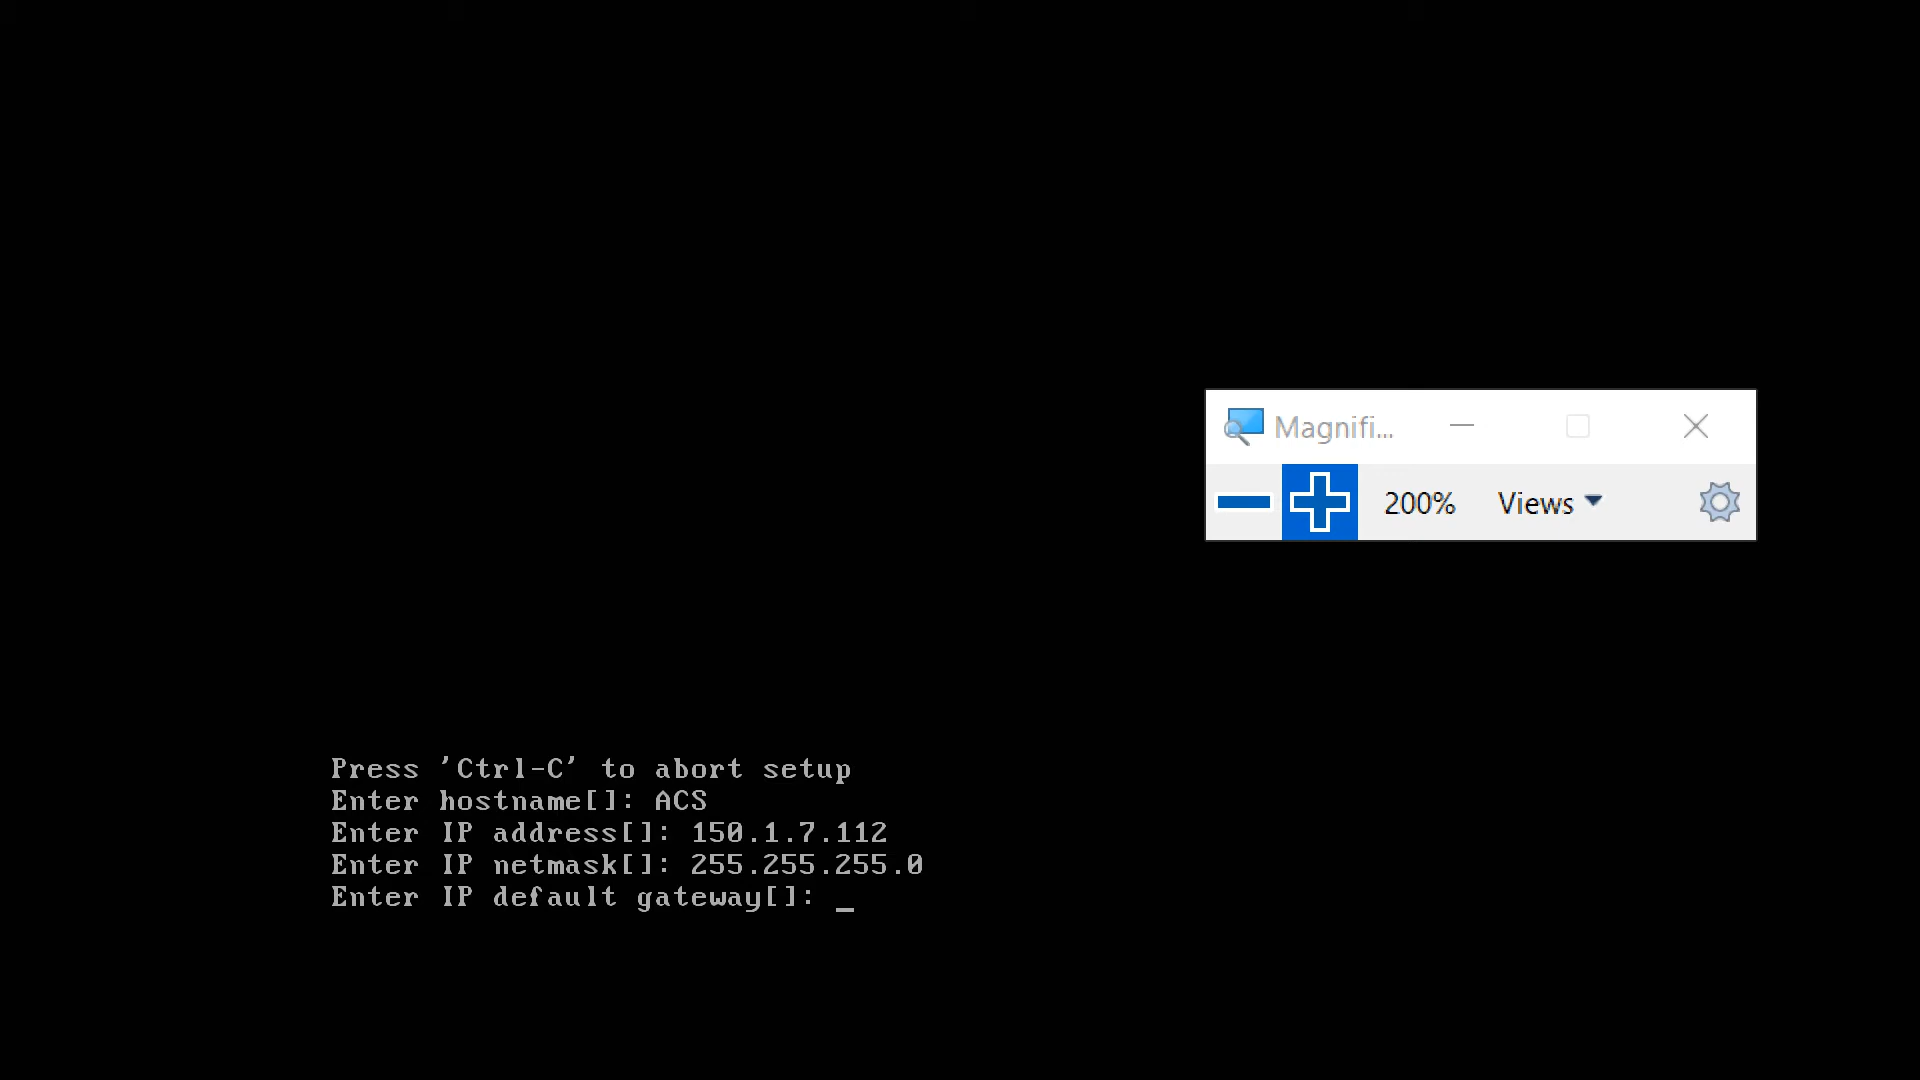 Magnifi...
200% Views
Press 'Ctrl-C' to abort setup
Enter hostname[]: ACS
Enter IP address[]: 150.1.7.112
Enter IP netmask[]: 255.255.255.0
Enter IP default gateway[]: _